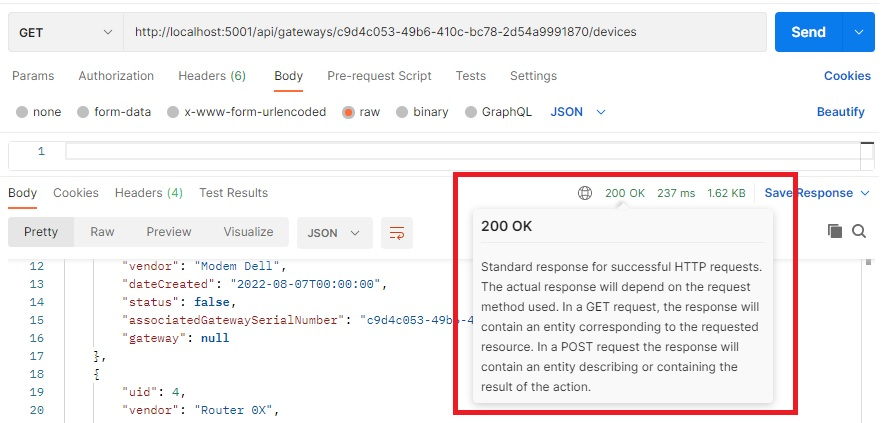 GET http://localhost:5001/api/gateways/c9d4c053-49b6-410c-bc78-2d54a9991870/devices Send
Params Authorization Headers (6) Body Pre-request Script Tests Settings Cookies
none form-data x-www-form-urlencoded raw binary GraphQL JSON Beautify
1
Body Cookies Headers (4) Test Results 200 OK 237 ms 1.62 KB Save Response
Pretty Raw Preview Visualize JSON
200 OK
Standard response for successful HTTP requests.
The actual response will depend on the request
method used. In a GET request, the response will
contain an entity corresponding to the requested
resource. In a POST request the response will
contain an entity describing or containing the
result of the action.
12 "vendor": "Modem Dell",
13 "dateCreated": "2022-08-07T00:00:00",
14 "status": false,
15 "associatedGatewaySerialNumber": "c9d4c053-49b6-4
16 "gateway": null
17 },
18 {
19 "uid": 4,
20 "vendor": "Router 0X",